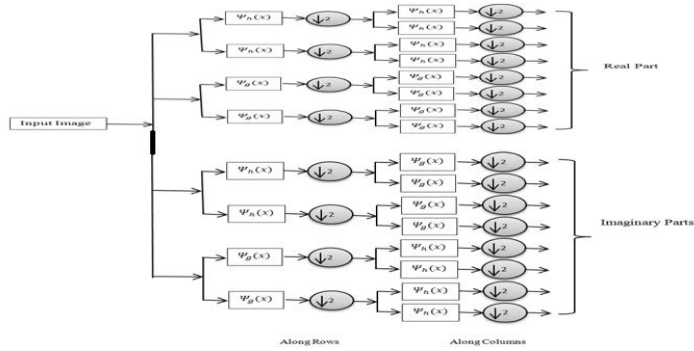 Ψh(x) ↓2 Ψh(x) ↓2
Ψh(x) ↓2
Ψh(x) ↓2 Ψh(x) ↓2
Ψh(x) ↓2
Real Part
Ψg(x) ↓2 Ψg(x) ↓2
Ψg(x) ↓2
Ψg(x) ↓2 Ψg(x) ↓2
Ψg(x) ↓2
Input Image
Ψh(x) ↓2 Ψg(x) ↓2
Ψg(x) ↓2
Ψh(x) ↓2 Ψg(x) ↓2
Ψg(x) ↓2
Imaginary Parts
Ψg(x) ↓2 Ψh(x) ↓2
Ψh(x) ↓2
Ψg(x) ↓2 Ψh(x) ↓2
Ψh(x) ↓2
Along Rows Along Columns